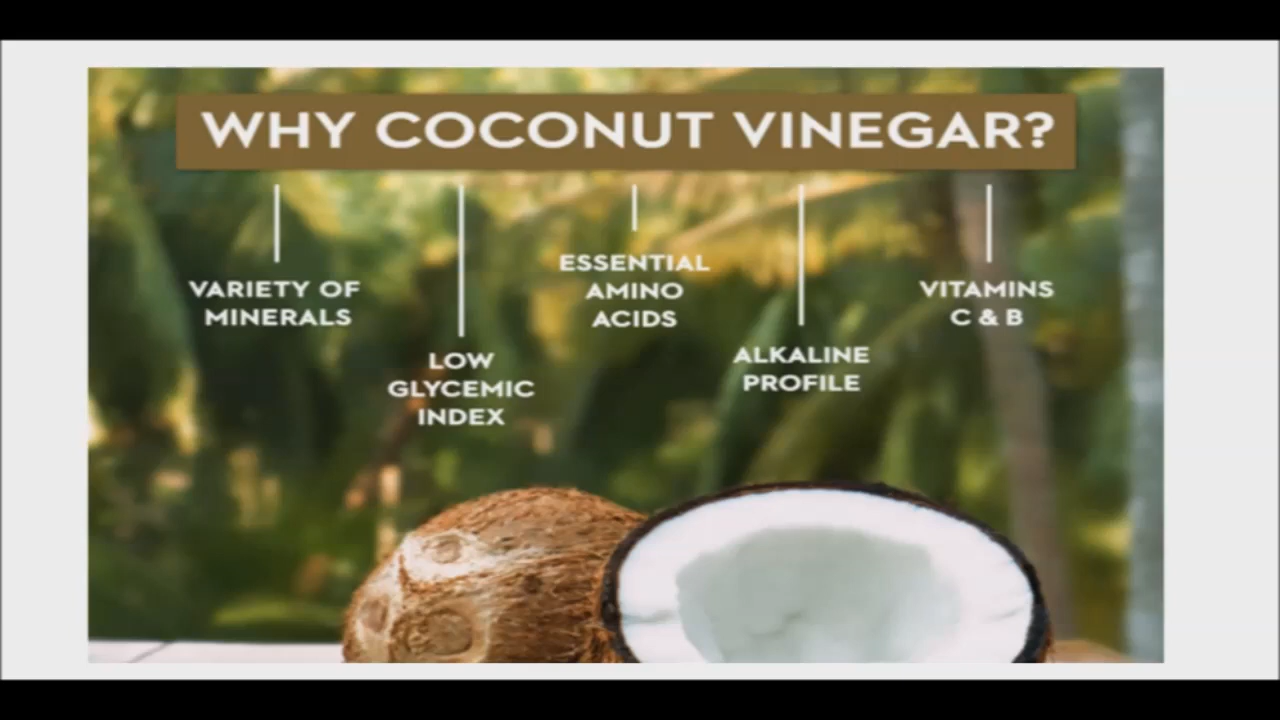 WHY COCONUT VINEGAR?
VARIETY OF
MINERALS
LOW
GLYCEMIC
INDEX
ESSENTIAL
AMINO
ACIDS
ALKALINE
PROFILE
VITAMINS
C & B